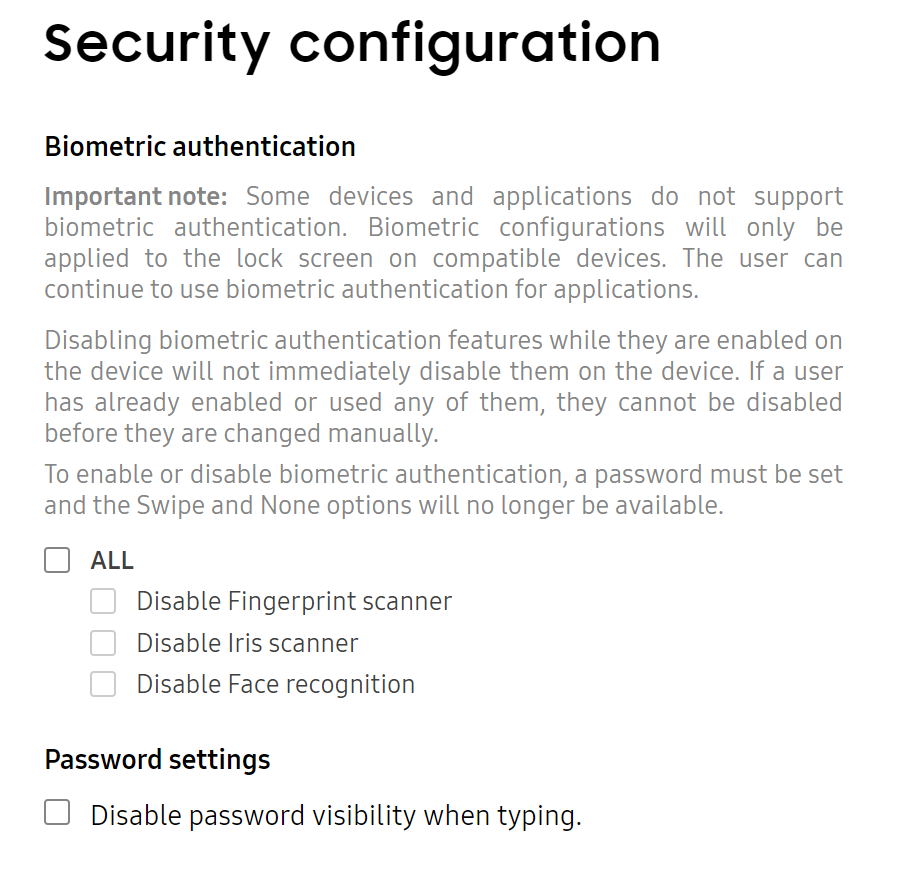 Security configuration
Biometric authentication
Important note: Some devices and applications do not support
biometric authentication. Biometric configurations will only be
applied to the lock screen on compatible devices. The user can
continue to use biometric authentication for applications.
Disabling biometric authentication features while they are enabled on
the device will not immediately disable them on the device. If a user
has already enabled or used any of them, they cannot be disabled
before they are changed manually.
To enable or disable biometric authentication, a password must be set
and the Swipe and None options will no longer be available.
ALL
Disable Fingerprint scanner
Disable Iris scanner
Disable Face recognition
Password settings
Disable password visibility when typing.